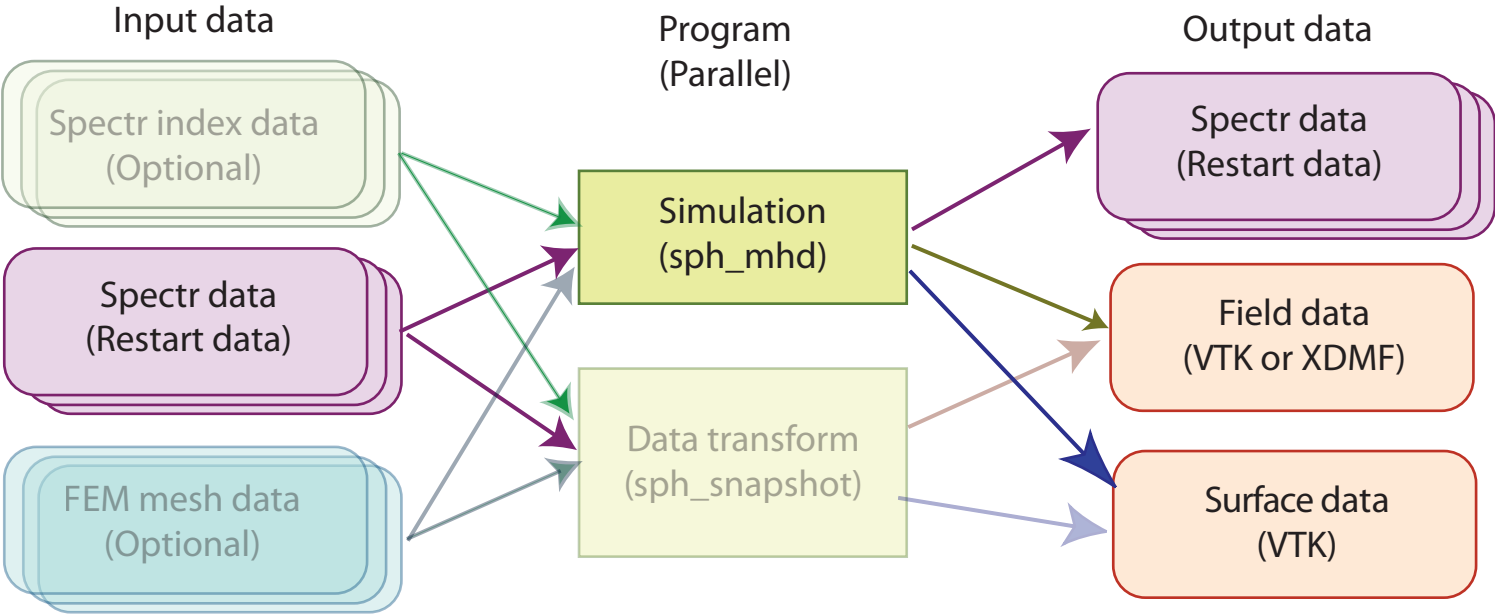 Input data
Program
(Parallel)
Output data
Spectr index data
(Optional)
Spectr data
(Restart data)
FEM mesh data
(Optional)
Simulation
(sph_mhd)
Data transform
(sph_snapshot)
Spectr data
(Restart data)
Field data
(VTK or XDMF)
Surface data
(VTK)